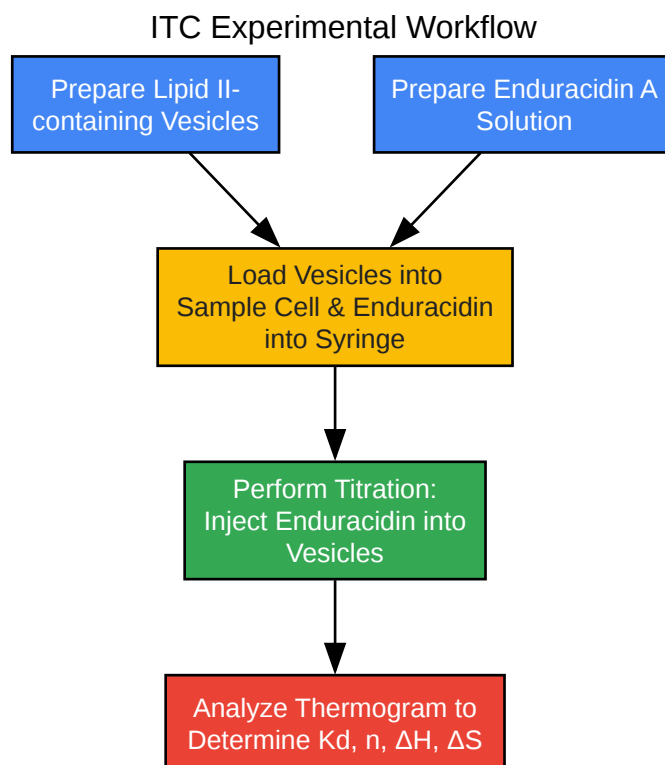 ITC Experimental Workflow
Prepare Lipid II-
containing Vesicles
Prepare Enduracidin A
Solution
Load Vesicles into
Sample Cell & Enduracidin
into Syringe
Perform Titration:
Inject Enduracidin into
Vesicles
Analyze Thermogram to
Determine Kd, n, ΔH, ΔS